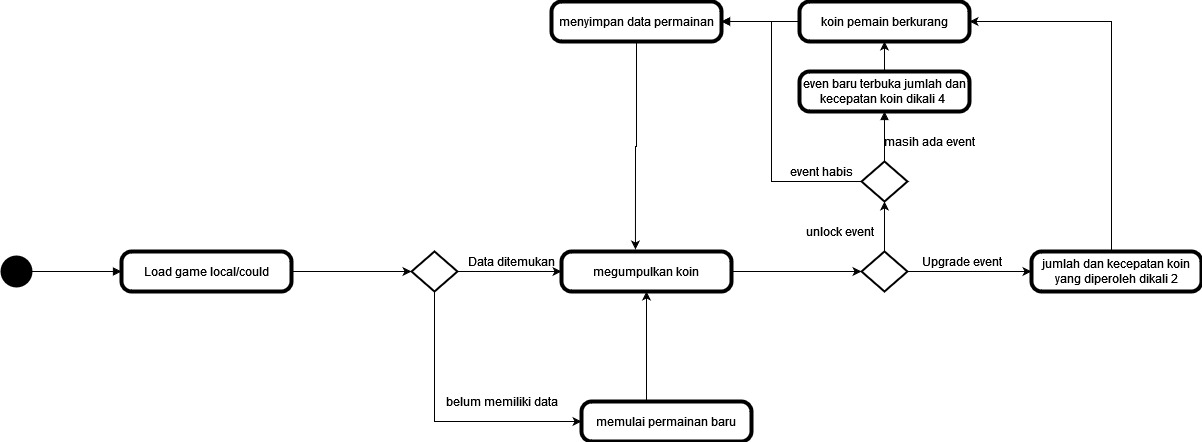 menyimpan data permainan
koin pemain berkurang
even baru terbuka jumlah dan
kecepatan koin dikali 4
masih ada event
event habis
unlock event
Load game local/could
Data ditemukan
megumpulkan koin
Upgrade event
jumlah dan kecepatan koin
yang diperoleh dikali 2
belum memiliki data
memulai permainan baru